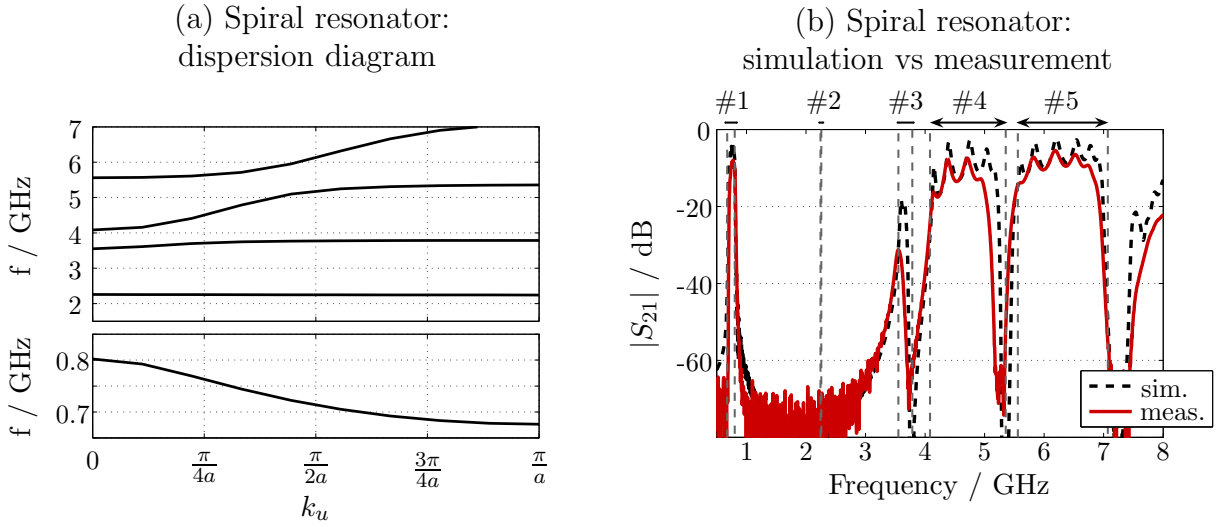 (a) Spiral resonator:
dispersion diagram
7
6
5
4
3
2
f / GHz
0.8
0.7
f / GHz
0 π/4a π/2a 3π/4a π/a
k_u
(b) Spiral resonator:
simulation vs measurement
#1 #2 #3 #4 #5
0
-20
-40
-60
|S_21| / dB
sim.
meas.
1 2 3 4 5 6 7 8
Frequency / GHz